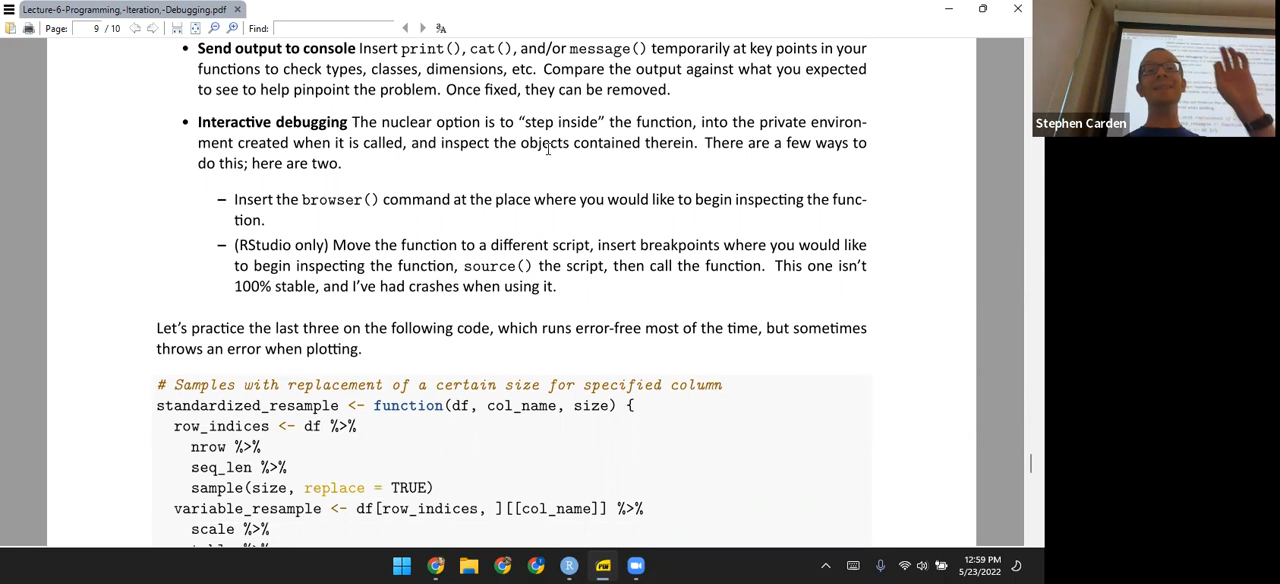 Lecture-6-Programming,-Iteration,-Debugging.pdf
Page: 9 / 10 Find:
• Send output to console Insert print(), cat(), and/or message() temporarily at key points in your
functions to check types, classes, dimensions, etc. Compare the output against what you expected
to see to help pinpoint the problem. Once fixed, they can be removed.
• Interactive debugging The nuclear option is to “step inside” the function, into the private environ-
ment created when it is called, and inspect the objects contained therein. There are a few ways to
do this; here are two.
– Insert the browser() command at the place where you would like to begin inspecting the func-
tion.
– (RStudio only) Move the function to a different script, insert breakpoints where you would like
to begin inspecting the function, source() the script, then call the function. This one isn’t
100% stable, and I’ve had crashes when using it.
Let’s practice the last three on the following code, which runs error-free most of the time, but sometimes
throws an error when plotting.
# Samples with replacement of a certain size for specified column
standardized_resample <- function(df, col_name, size) {
row_indices <- df %>%
nrow %>%
seq_len %>%
sample(size, replace = TRUE)
variable_resample <- df[row_indices, ][[col_name]] %>%
scale %>%
Stephen Carden
12:59 PM
5/23/2022